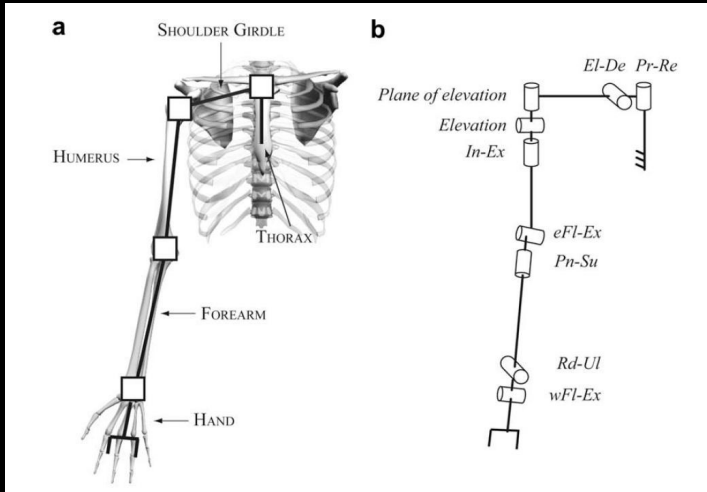 a
SHOULDER GIRDLE
HUMERUS
THORAX
FOREARM
HAND
b
El-De Pr-Re
Plane of elevation
Elevation
In-Ex
eFl-Ex
Pn-Su
Rd-Ul
wFl-Ex